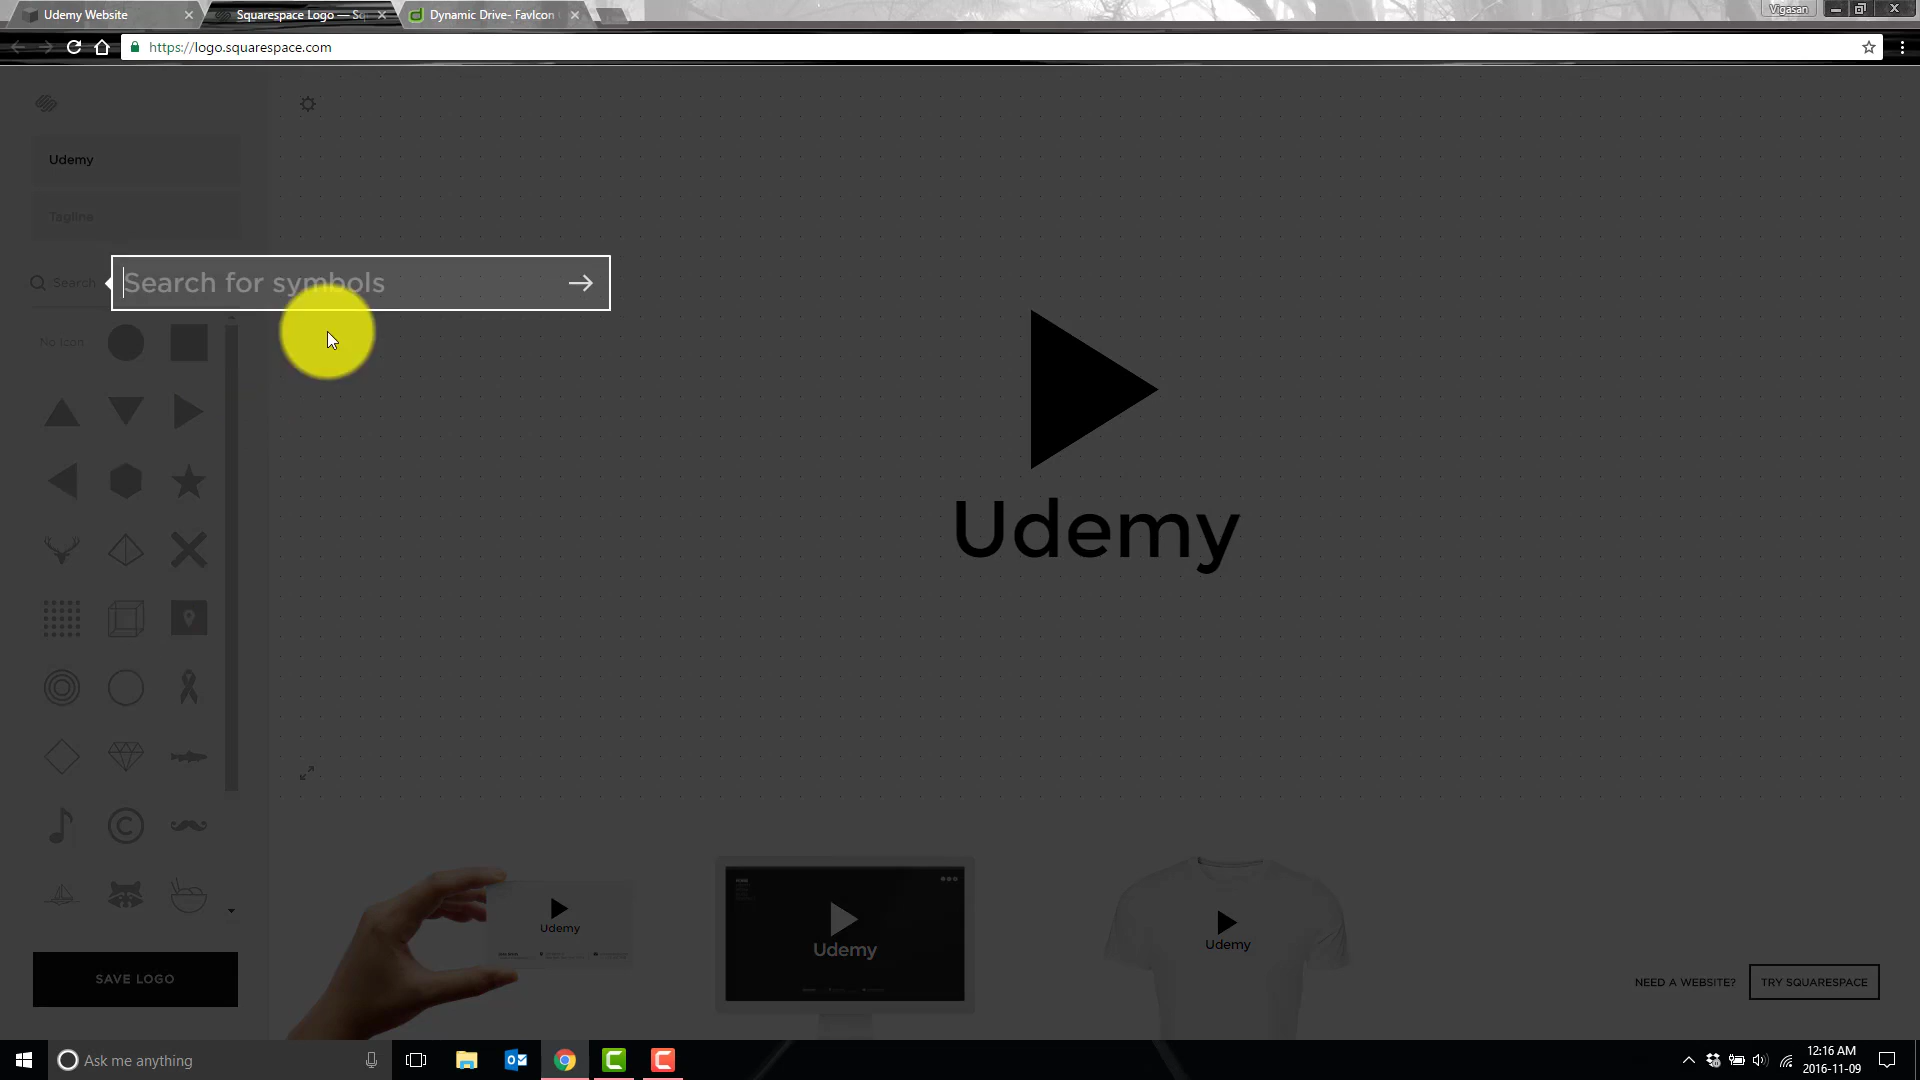 Udemy Website
Squarespace Logo — Sq
Dynamic Drive- FavIcon
Vigasan
https://logo.squarespace.com
Udemy
Tagline
Search
Search for symbols
No Icon
Udemy
Udemy
Udemy
Udemy
SAVE LOGO
NEED A WEBSITE?
TRY SQUARESPACE
Ask me anything
12:16 AM
2016-11-09